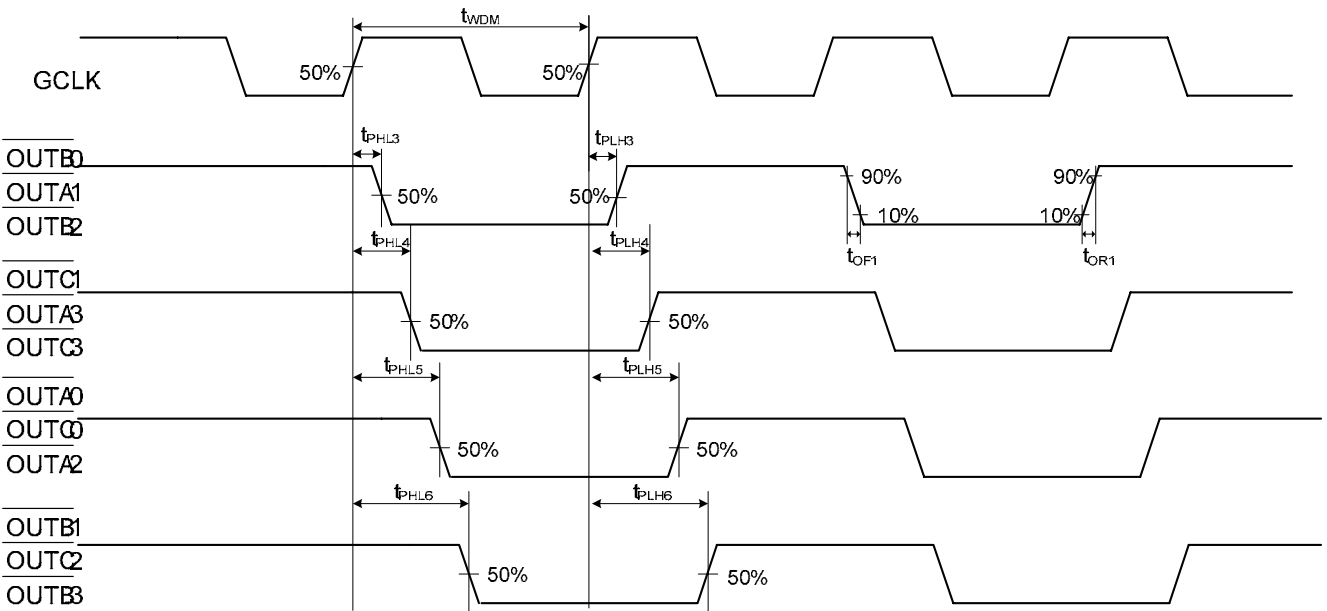 tWDM
GCLK
50%
50%
tPHL3
tPLH3
OUTB0
OUTA1
OUTB2
50%
50%
90%
10%
90%
10%
tPHL4
tPLH4
tOF1
tOR1
OUTC1
OUTA3
OUTC3
50%
50%
tPHL5
tPLH5
OUTA0
OUTC0
OUTA2
50%
50%
tPHL6
tPLH6
OUTB1
OUTC2
OUTB3
50%
50%